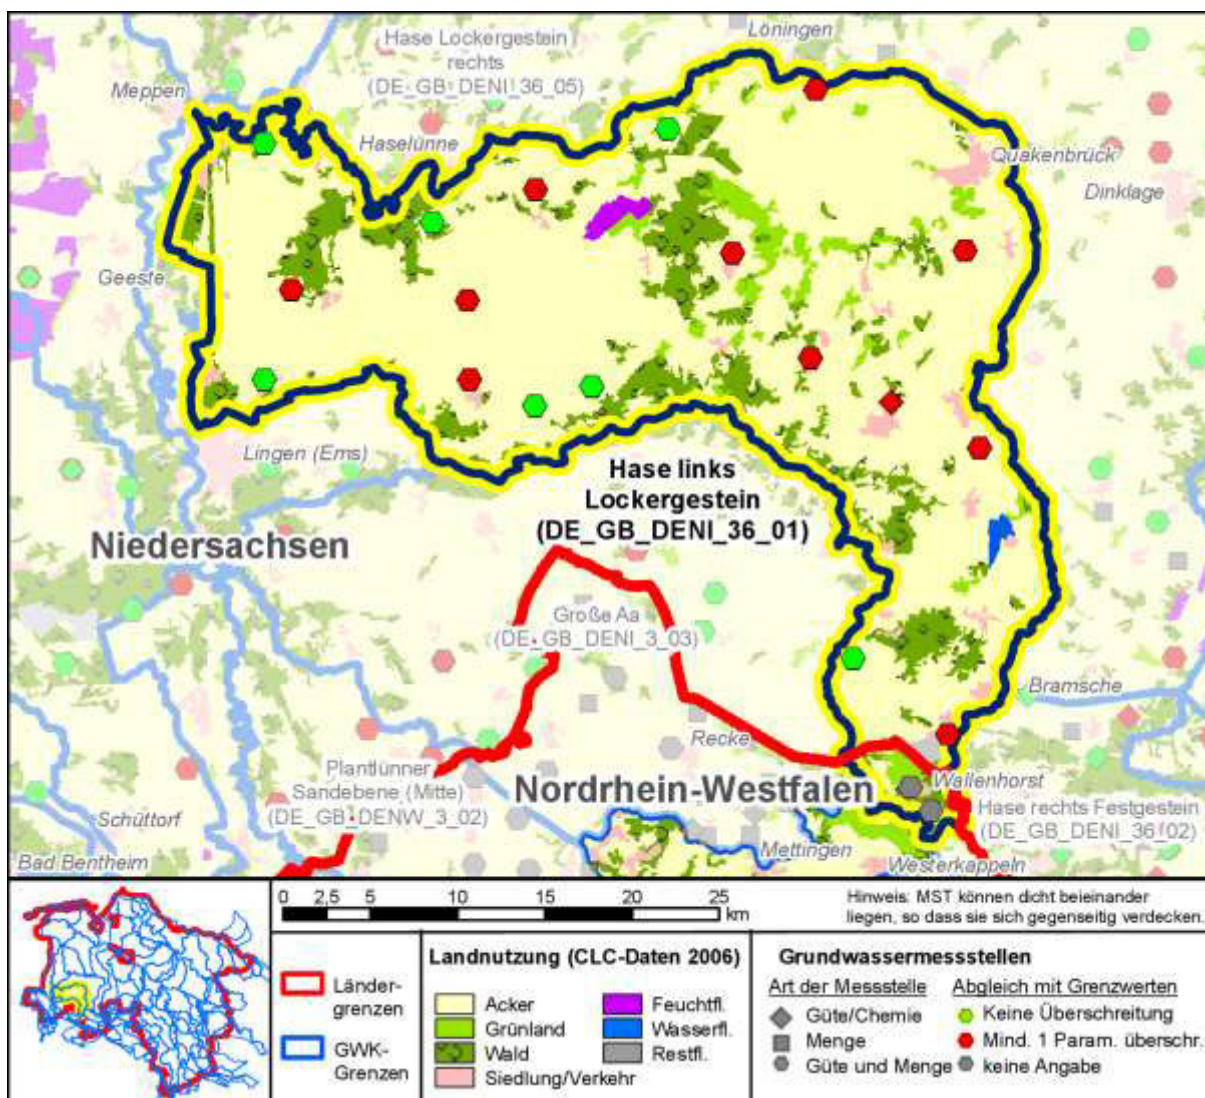 Löningen
Hase Lockergestein
rechts
(DE_GB_DENI_36_05)
Meppen
Haselünne
Quakenbrück
Dinklage
Geeste
Lingen (Ems)
Hase links
Lockergestein
(DE_GB_DENI_36_01)
Niedersachsen
Große Aa
(DE_GB_DENI_3_03)
Bramsche
Recke
Plantlünner
Sandebene (Mitte)
(DE_GB_DENW_3_02)
Nordrhein-Westfalen
Wallenhorst
Hase rechts Festgestein
(DE_GB_DENI_36_02)
Schüttorf
Mettingen
Bad Bentheim
Westerkappeln
0 2,5 5 10 15 20 25
km
Hinweis: MST können dicht beieinander
liegen, so dass sie sich gegenseitig verdecken.
Länder-
grenzen
GWK-
Grenzen
Landnutzung (CLC-Daten 2006)
Acker
Grünland
Wald
Siedlung/Verkehr
Feuchtfl.
Wasserfl.
Restfl.
Grundwassermessstellen
Art der Messstelle
Güte/Chemie
Menge
Güte und Menge
Abgleich mit Grenzwerten
Keine Überschreitung
Mind. 1 Param. überschr.
keine Angabe